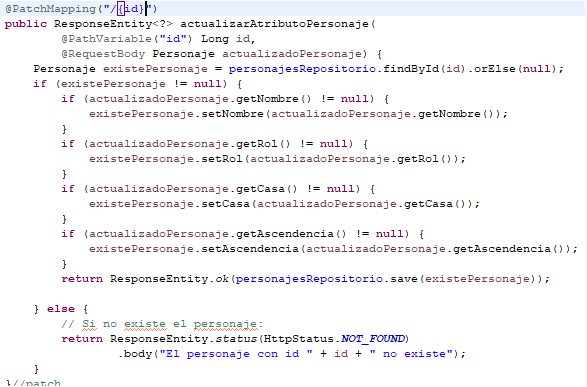 @PatchMapping("/{id}")
public ResponseEntity<?> actualizarAtributoPersonaje(
        @PathVariable("id") Long id,
        @RequestBody Personaje actualizadoPersonaje) {
    Personaje existePersonaje = personajesRepositorio.findById(id).orElse(null);
    if (existePersonaje != null) {
        if (actualizadoPersonaje.getNombre() != null) {
            existePersonaje.setNombre(actualizadoPersonaje.getNombre());
        }
        if (actualizadoPersonaje.getRol() != null) {
            existePersonaje.setRol(actualizadoPersonaje.getRol());
        }
        if (actualizadoPersonaje.getCasa() != null) {
            existePersonaje.setCasa(actualizadoPersonaje.getCasa());
        }
        if (actualizadoPersonaje.getAscendencia() != null) {
            existePersonaje.setAscendencia(actualizadoPersonaje.getAscendencia());
        }
        return ResponseEntity.ok(personajesRepositorio.save(existePersonaje));

    } else {
        // Si no existe el personaje:
        return ResponseEntity.status(HttpStatus.NOT_FOUND)
                .body("El personaje con id " + id + " no existe");
    }
}//patch